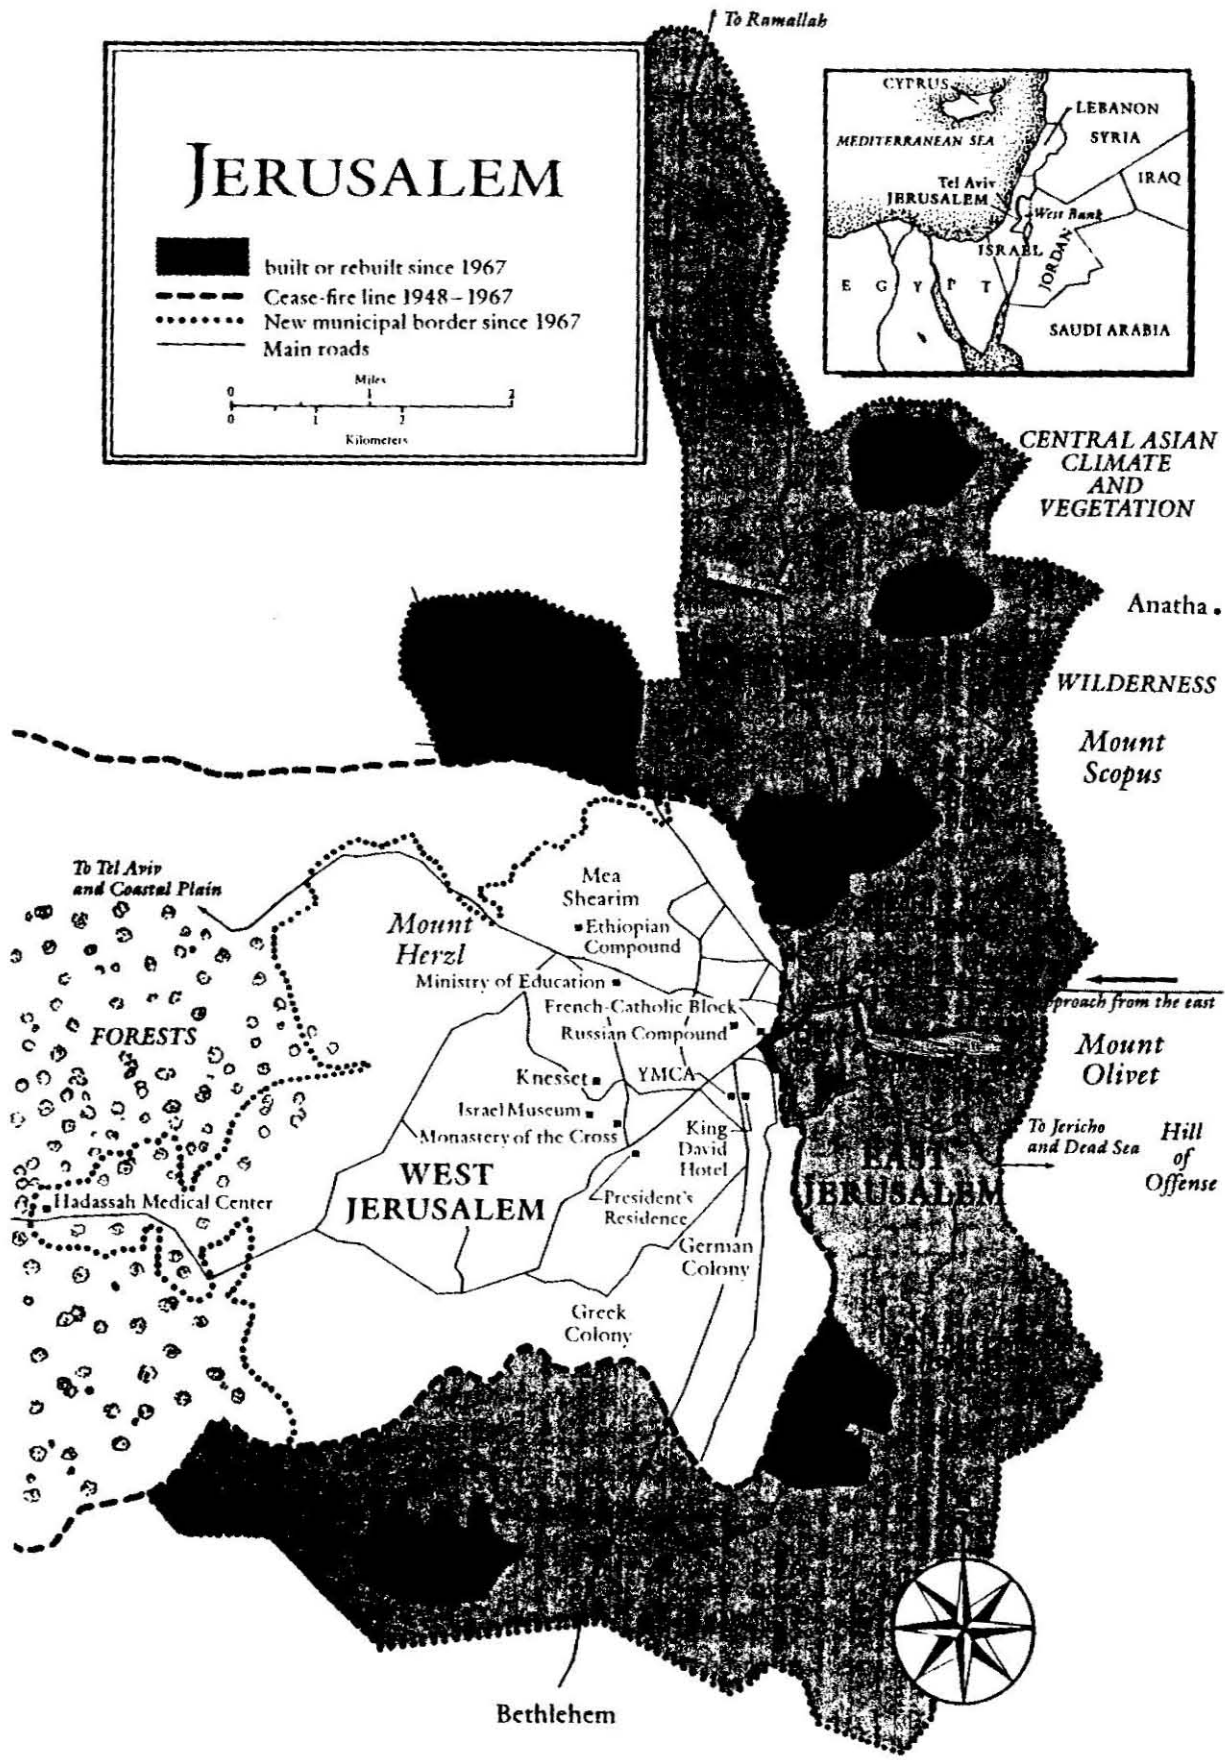 To Ramallah
JERUSALEM
built or rebuilt since 1967
Cease-fire line 1948–1967
New municipal border since 1967
Main roads
Miles
0 1 2
0 1 2
Kilometers
CYPRUS
LEBANON
MEDITERRANEAN SEA
SYRIA
Tel Aviv
IRAQ
JERUSALEM
West Bank
ISRAEL
JORDAN
E G Y P T
SAUDI ARABIA
CENTRAL ASIAN
CLIMATE
AND
VEGETATION
Anatha
WILDERNESS
Mount
Scopus
To Tel Aviv
and Coastal Plain
Mea
Shearim
Mount
Herzl
Ethiopian
Compound
Ministry of Education
French-Catholic Block
Russian Compound
proach from the east
FORESTS
Mount
Olivet
Knesset
YMCA
Israel Museum
Monastery of the Cross
King
David
Hotel
To Jericho
and Dead Sea
Hill
of
Offense
WEST
JERUSALEM
EAST
JERUSALEM
Hadassah Medical Center
President's
Residence
German
Colony
Greek
Colony
Bethlehem